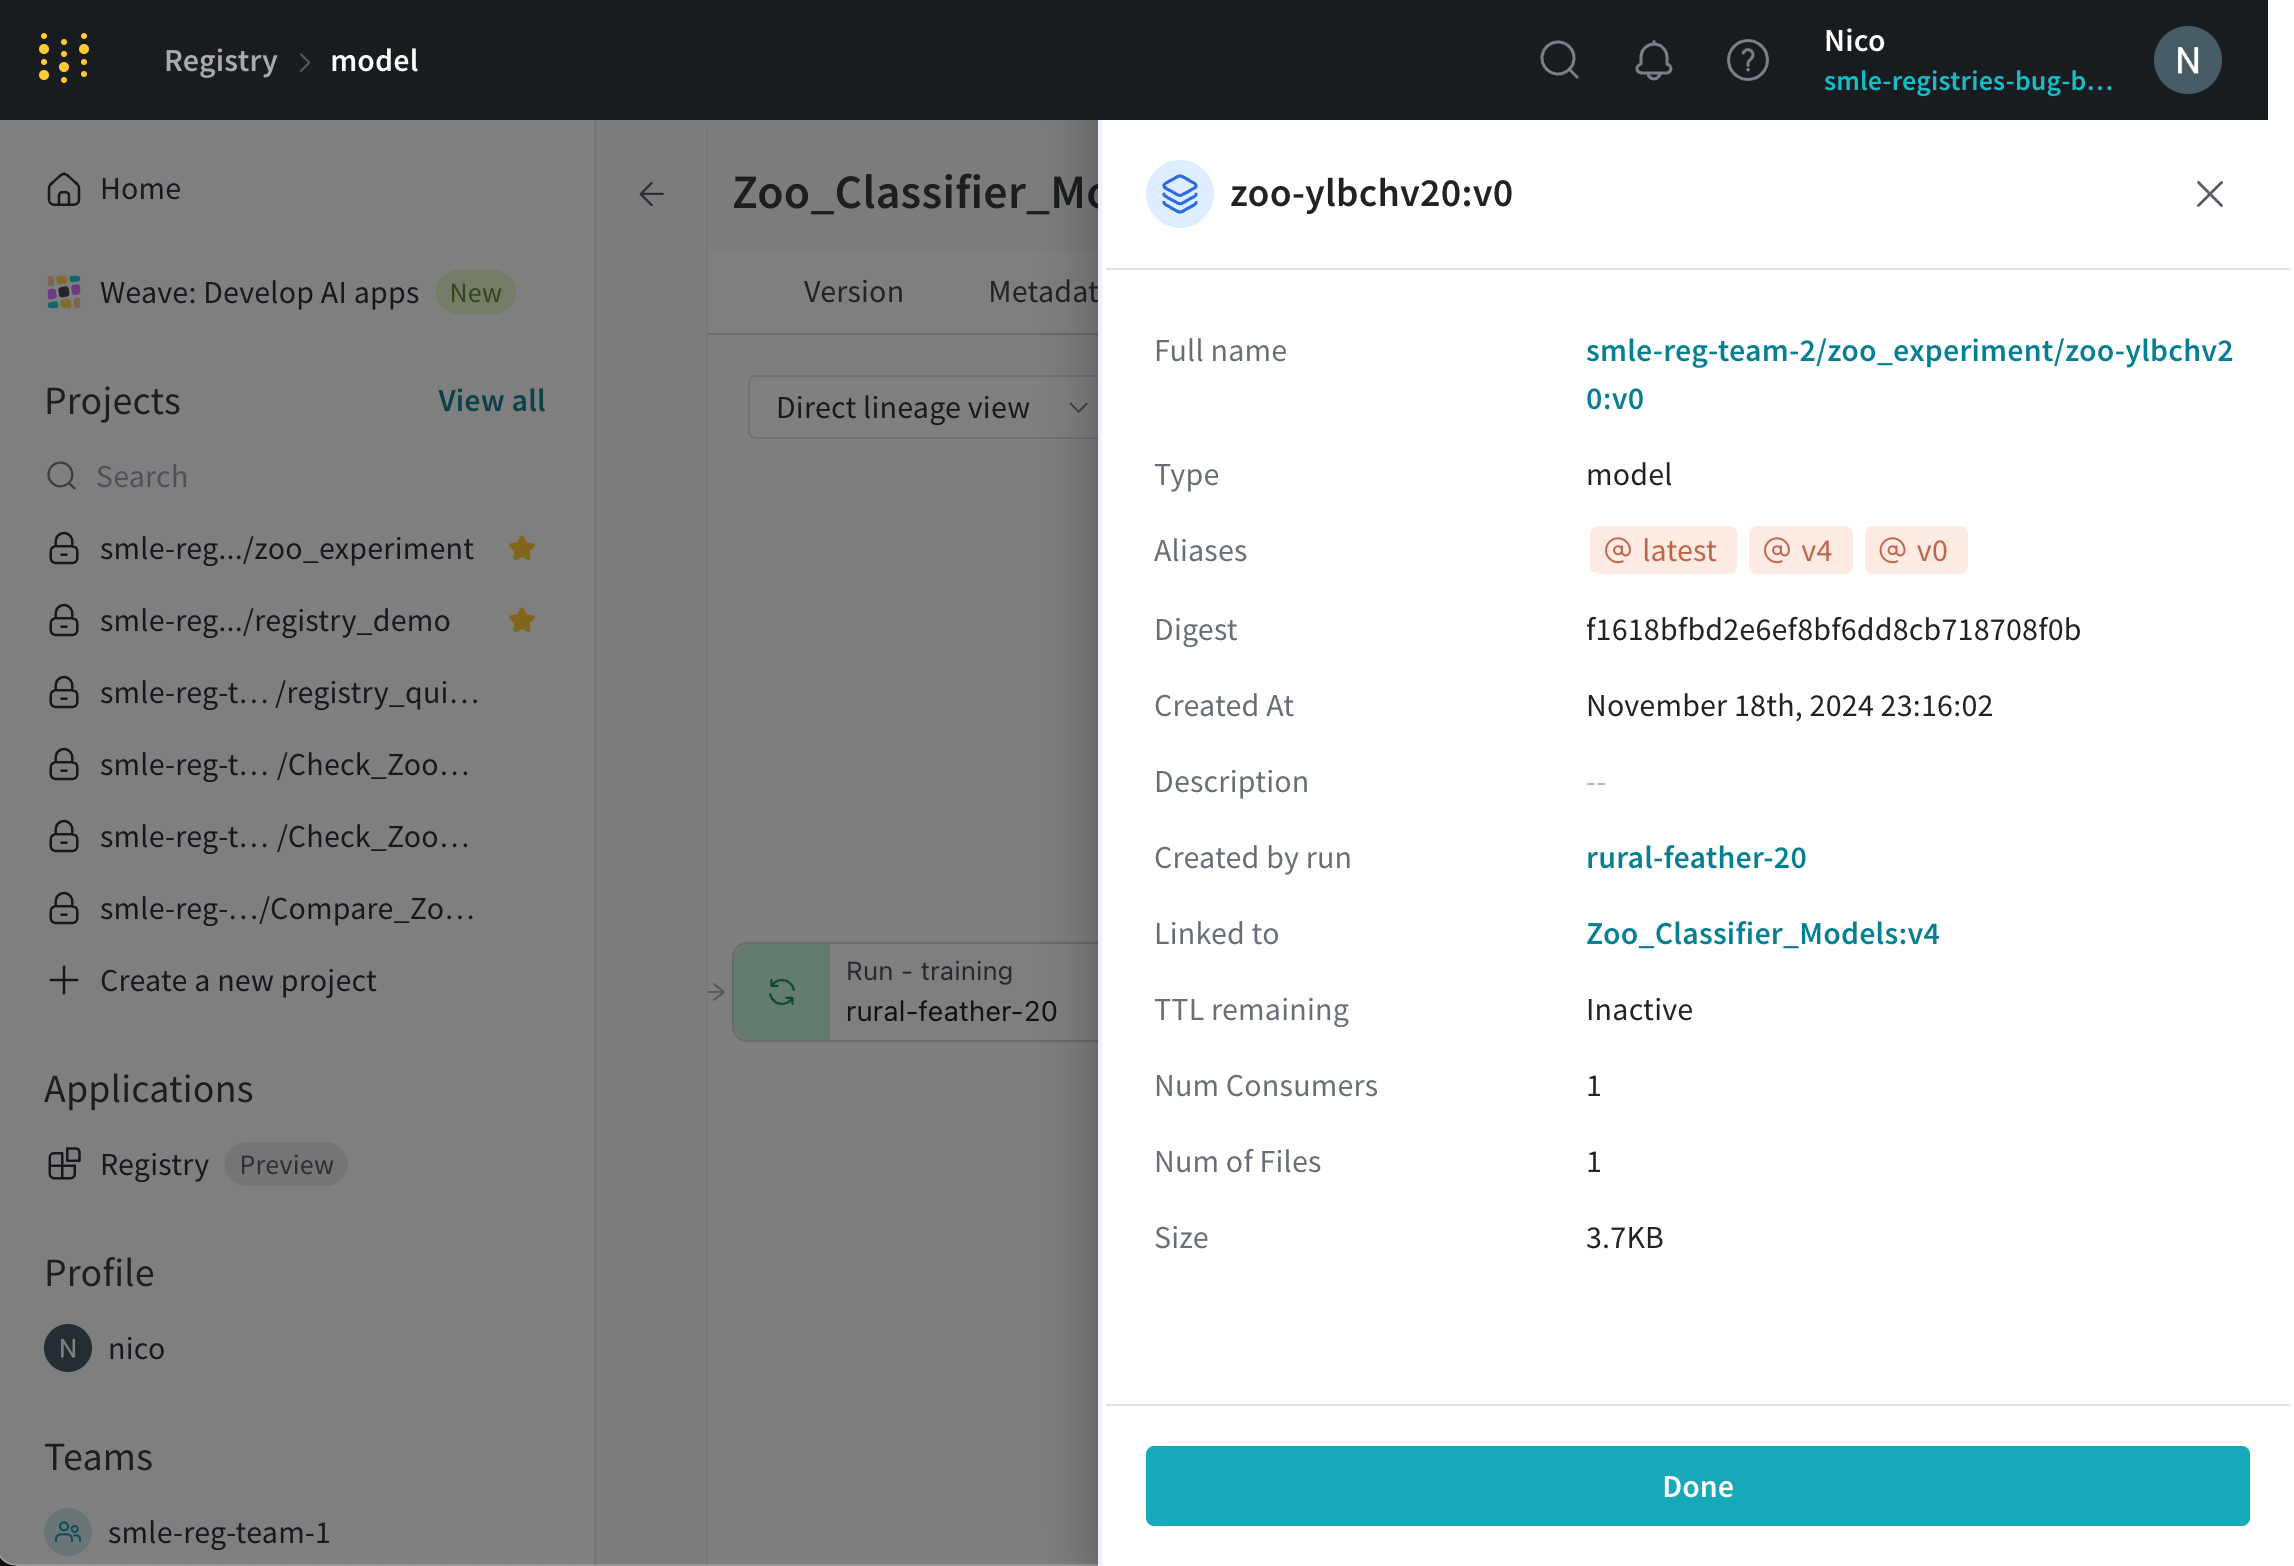 Registry > model
Nico
smle-registries-bug-b...
N
Home
Weave: Develop AI apps New
Projects View all
Search
smle-reg.../zoo_experiment
smle-reg.../registry_demo
smle-reg-t... /registry_qui...
smle-reg-t... /Check_Zoo...
smle-reg-t... /Check_Zoo...
smle-reg-.../Compare_Zo...
Create a new project
Applications
Registry Preview
Profile
N nico
Teams
smle-reg-team-1
Zoo_Classifier_Mo
Version Metadat
Direct lineage view
Run - training
rural-feather-20
zoo-ylbchv20:v0
Full name smle-reg-team-2/zoo_experiment/zoo-ylbchv2
0:v0
Type model
Aliases @ latest @ v4 @ v0
Digest f1618bfbd2e6ef8bf6dd8cb718708f0b
Created At November 18th, 2024 23:16:02
Description --
Created by run rural-feather-20
Linked to Zoo_Classifier_Models:v4
TTL remaining Inactive
Num Consumers 1
Num of Files 1
Size 3.7KB
Done